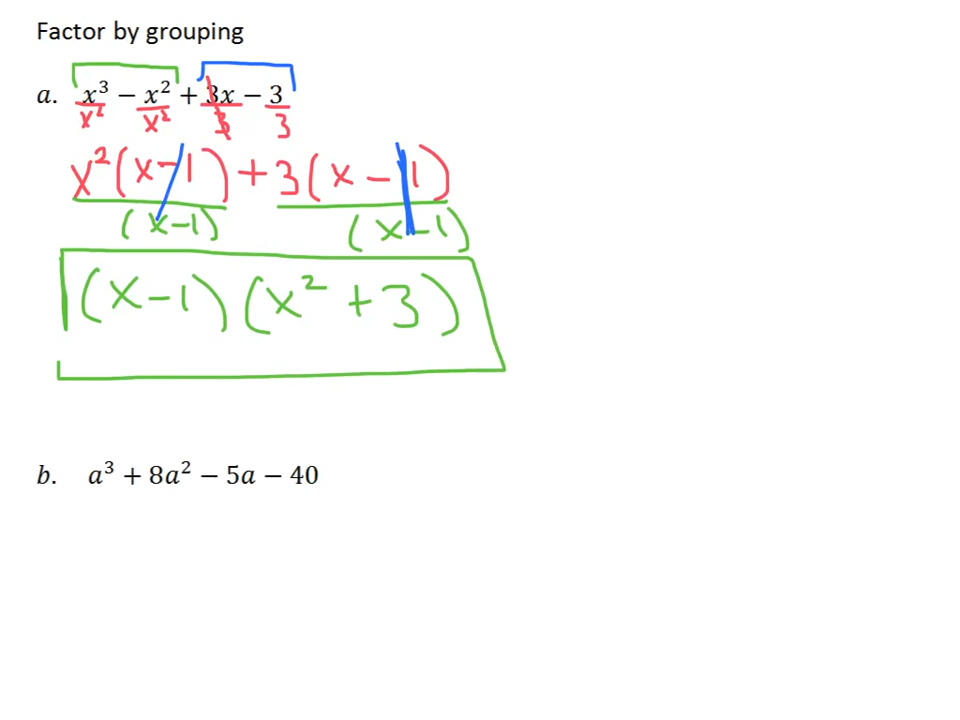 Factor by grouping
a. x³ − x² + 3x − 3
x² x² 3 3
x²(x−1) + 3(x−1)
(x−1) (x−1)
(x−1)(x²+3)
b. a³ + 8a² − 5a − 40